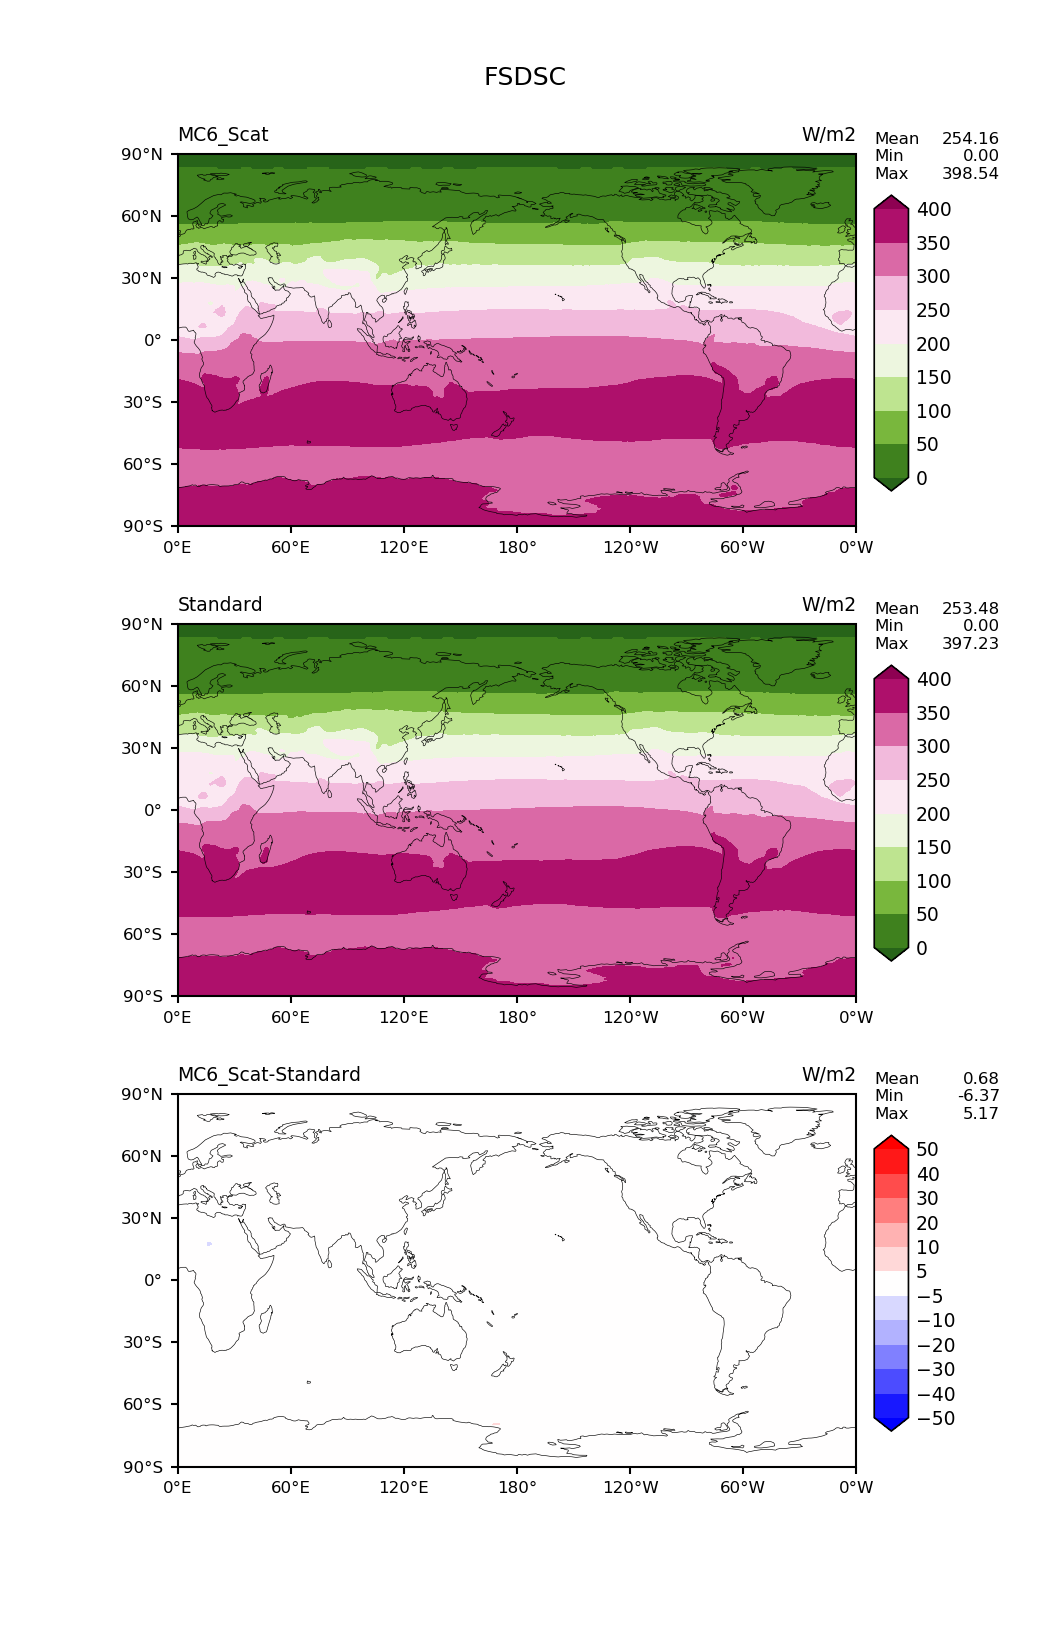 FSDSC
MC6_Scat W/m2
Mean 254.16
Min 0.00
Max 398.54
90°N
60°N
30°N
0°
30°S
60°S
90°S
0°E 60°E 120°E 180° 120°W 60°W 0°W
400
350
300
250
200
150
100
50
0
Standard W/m2
Mean 253.48
Min 0.00
Max 397.23
90°N
60°N
30°N
0°
30°S
60°S
90°S
0°E 60°E 120°E 180° 120°W 60°W 0°W
400
350
300
250
200
150
100
50
0
MC6_Scat-Standard W/m2
Mean 0.68
Min -6.37
Max 5.17
90°N
60°N
30°N
0°
30°S
60°S
90°S
0°E 60°E 120°E 180° 120°W 60°W 0°W
50
40
30
20
10
5
−5
−10
−20
−30
−40
−50